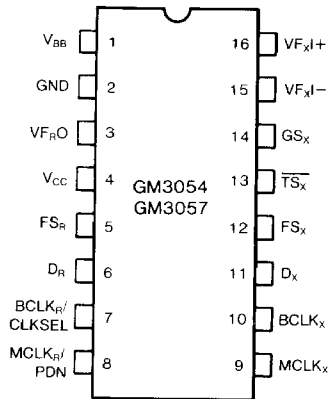 V_BB 1 16 VF_XI+
GND 2 15 VF_XI−
VF_RO 3 14 GS_X
V_CC 4 13 T̅S̅_X̅
GM3054
GM3057
FS_R 5 12 FS_X
D_R 6 11 D_X
BCLK_R/
CLKSEL 7 10 BCLK_X
MCLK_R/
PDN 8 9 MCLK_X